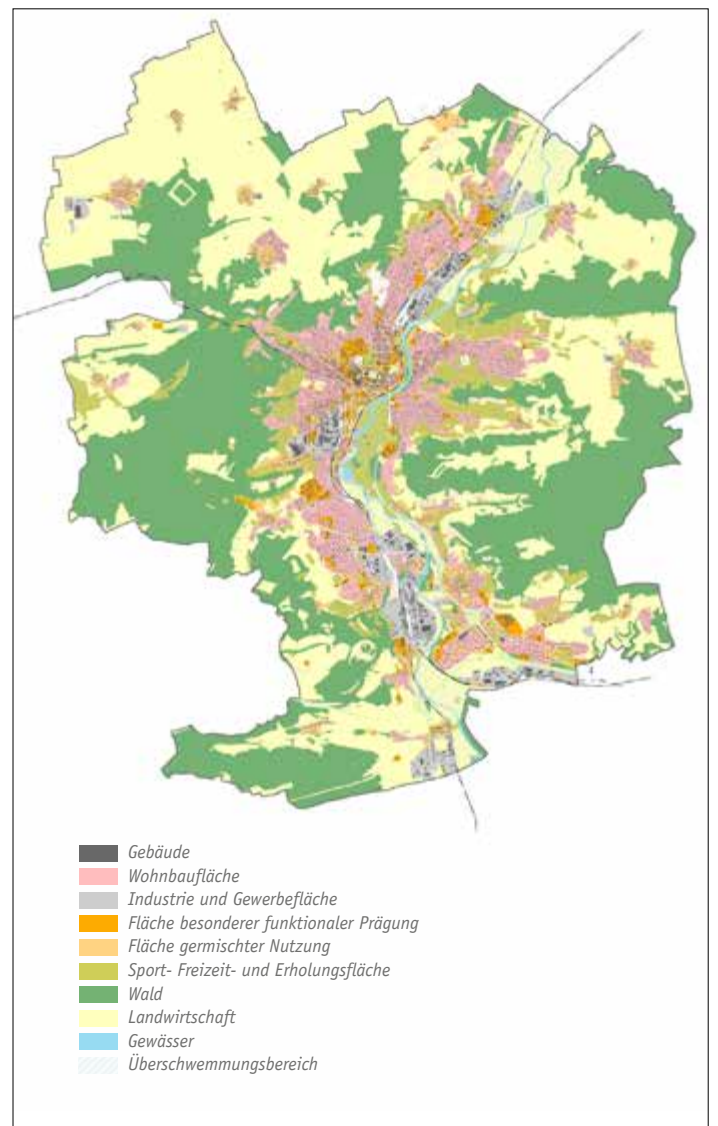 Gebäude
Wohnbaufläche
Industrie und Gewerbefläche
Fläche besonderer funktionaler Prägung
Fläche germischter Nutzung
Sport- Freizeit- und Erholungsfläche
Wald
Landwirtschaft
Gewässer
Überschwemmungsbereich